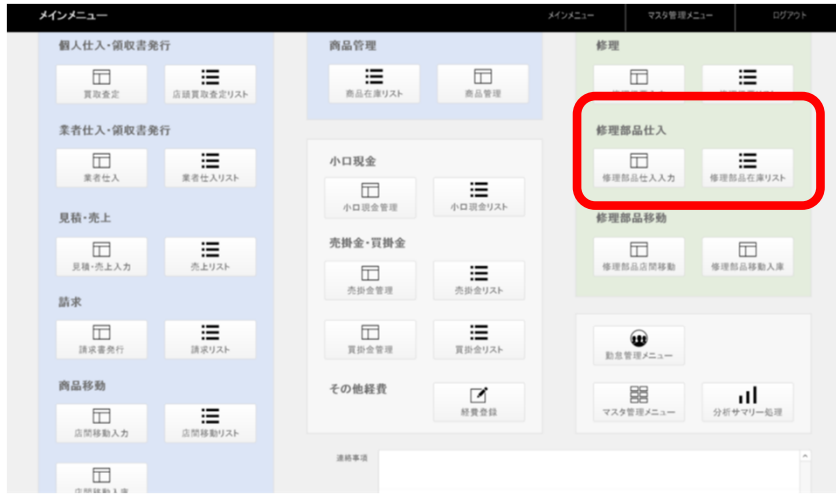 メインメニュー
メインメニュー
マスタ管理メニュー
ログアウト
個人仕入・領収書発行
買取査定
店頭買取査定リスト
業者仕入・領収書発行
業者仕入
業者仕入リスト
見積・売上
見積・売上入力
売上リスト
請求
請求書発行
請求リスト
商品移動
店間移動入力
店間移動リスト
商品管理
商品在庫リスト
商品管理
小口現金
小口現金管理
小口現金リスト
売掛金・買掛金
売掛金管理
売掛金リスト
買掛金管理
買掛金リスト
その他経費
経費登録
連絡事項
修理
修理部品仕入
修理部品仕入入力
修理部品在庫リスト
修理部品移動
修理部品店間移動
修理部品移動入庫
勤怠管理メニュー
マスタ管理メニュー
分析サマリー処理